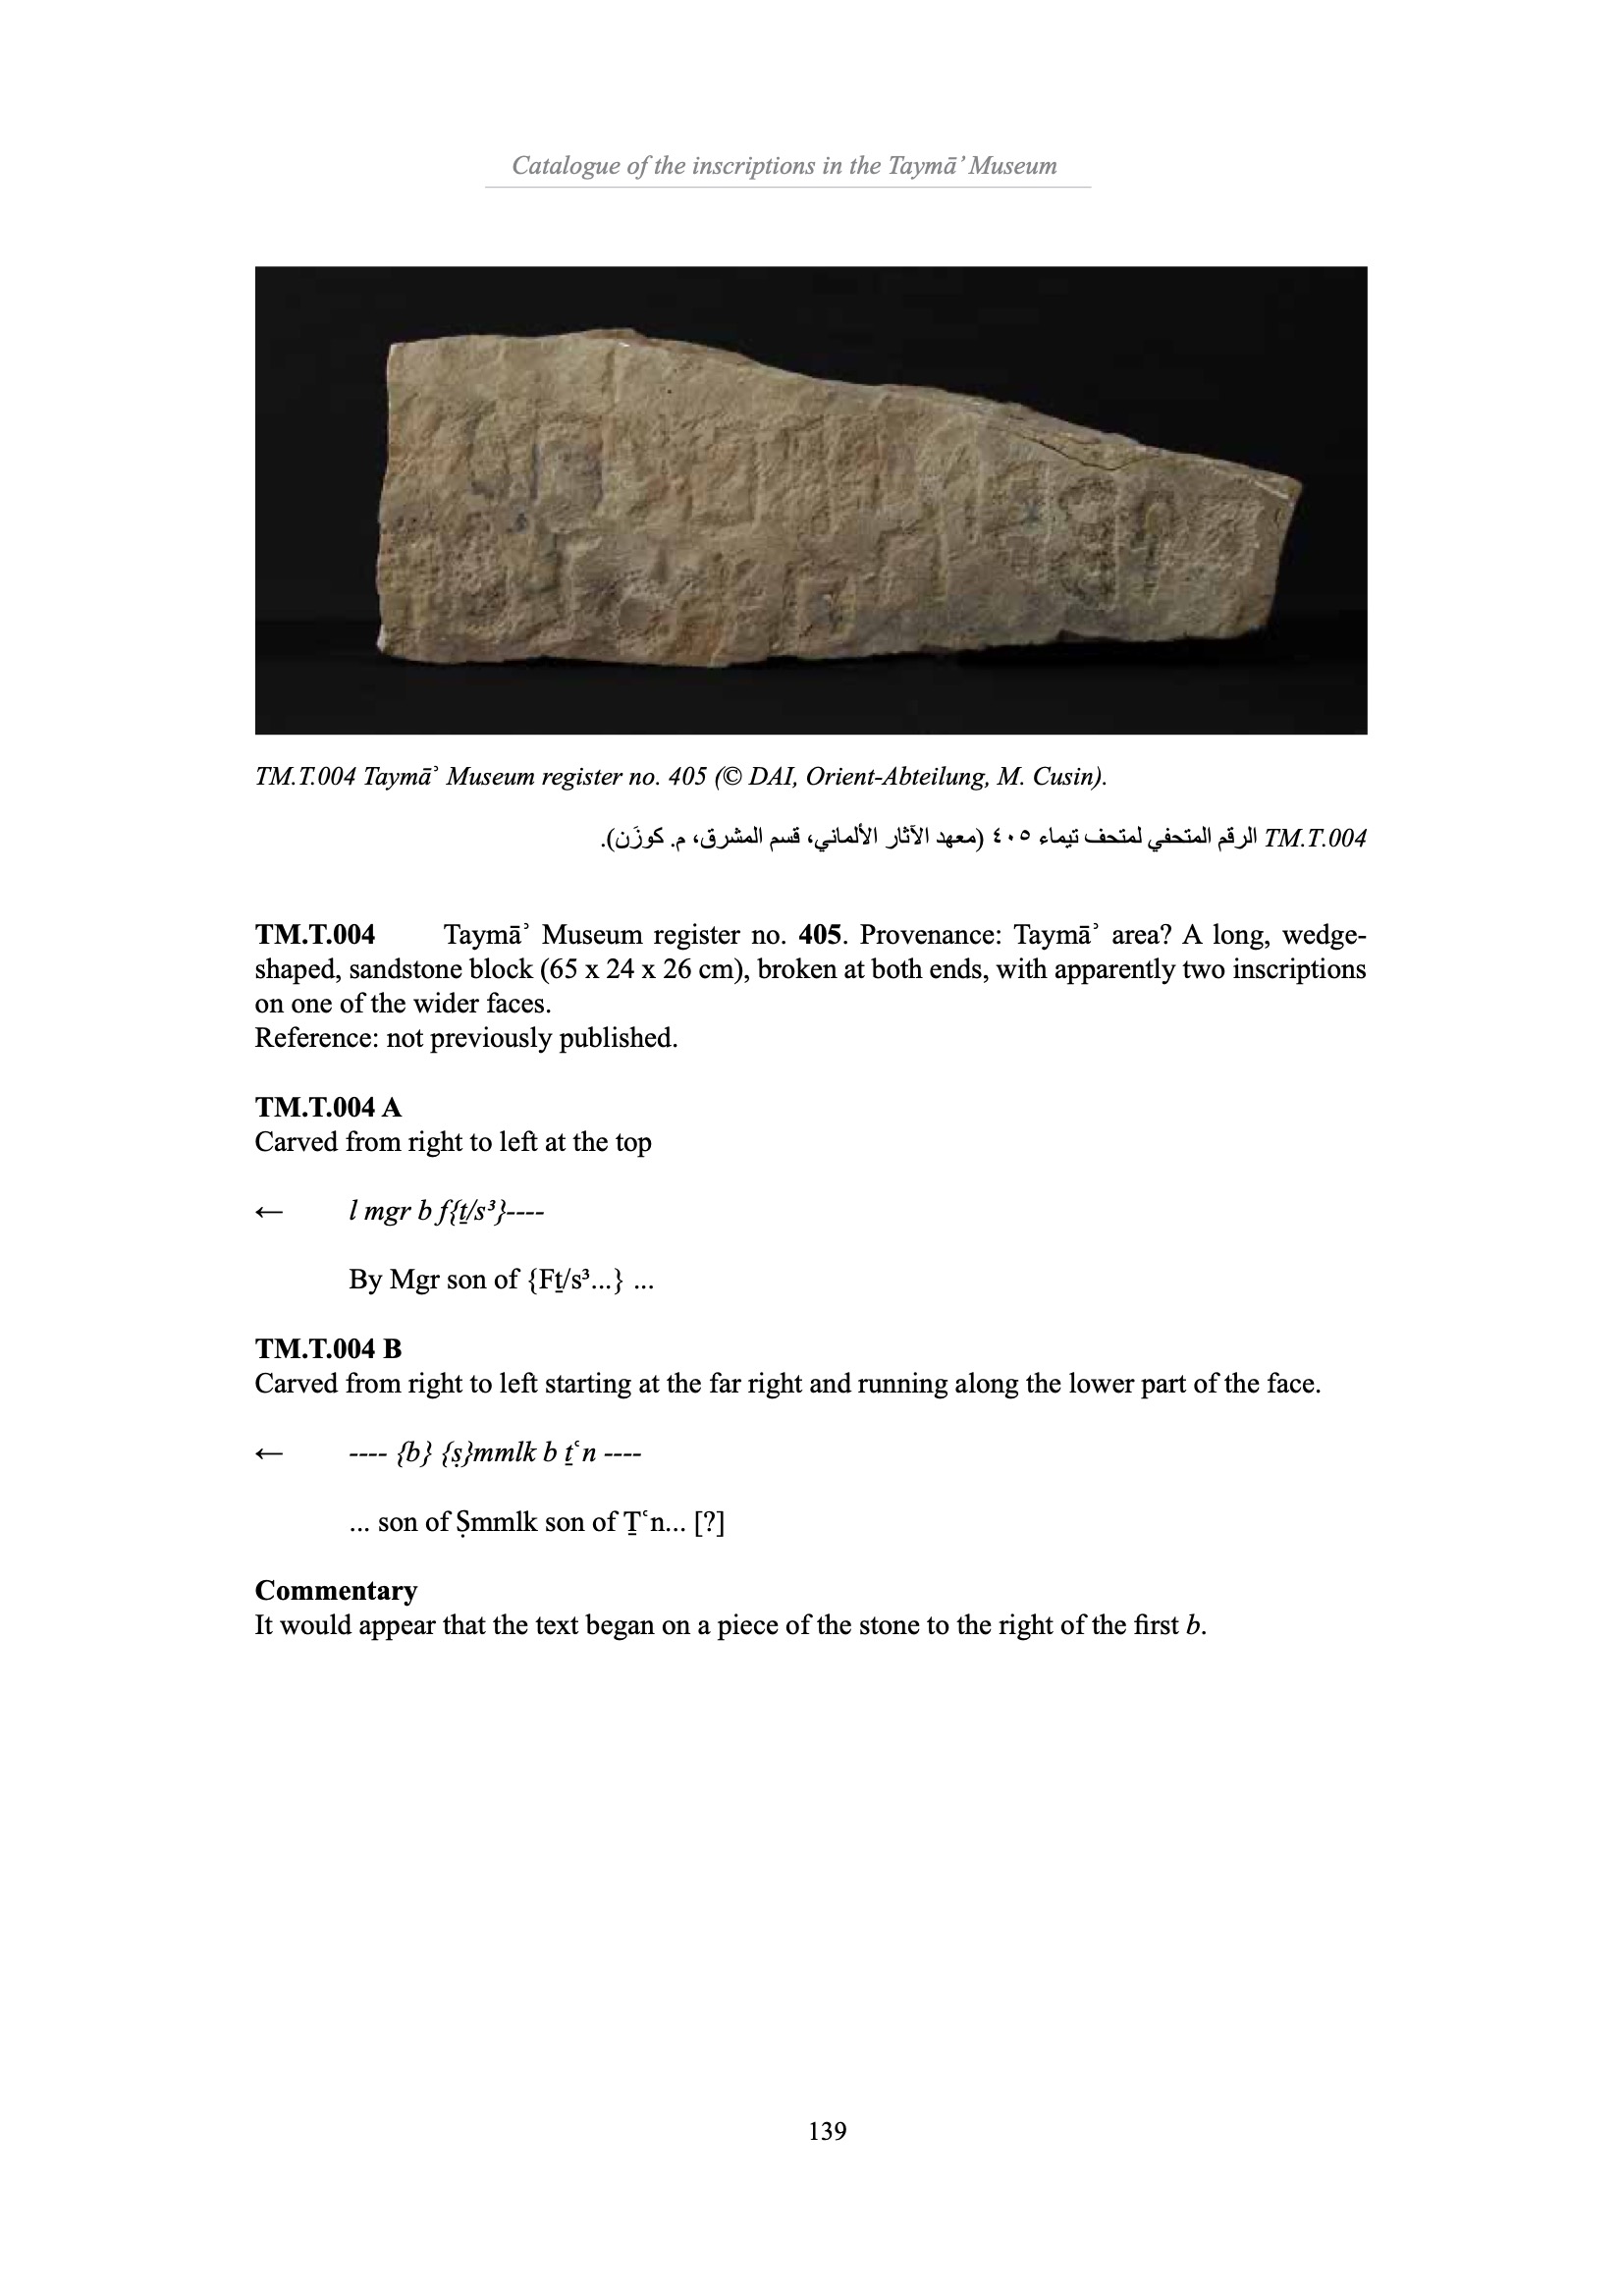 Catalogue of the inscriptions in the Taymā’ Museum
TM.T.004 Taymāʾ Museum register no. 405 (© DAI, Orient-Abteilung, M. Cusin).
TM.T.004 الرقم المتحفي لمتحف تيماء ٤٠٥ (معهد الآثار الألماني، قسم المشرق، م. كوزَن).
TM.T.004 Taymāʾ Museum register no. 405. Provenance: Taymāʾ area? A long, wedge-
shaped, sandstone block (65 x 24 x 26 cm), broken at both ends, with apparently two inscriptions
on one of the wider faces.
Reference: not previously published.
TM.T.004 A
Carved from right to left at the top
← l mgr b f{ṯ/s³}----
By Mgr son of {Fṯ/s³...} ...
TM.T.004 B
Carved from right to left starting at the far right and running along the lower part of the face.
← ---- {b} {ṣ}mmlk b ṯʿn ----
... son of Ṣmmlk son of Ṯʿn... [?]
Commentary
It would appear that the text began on a piece of the stone to the right of the first b.
139